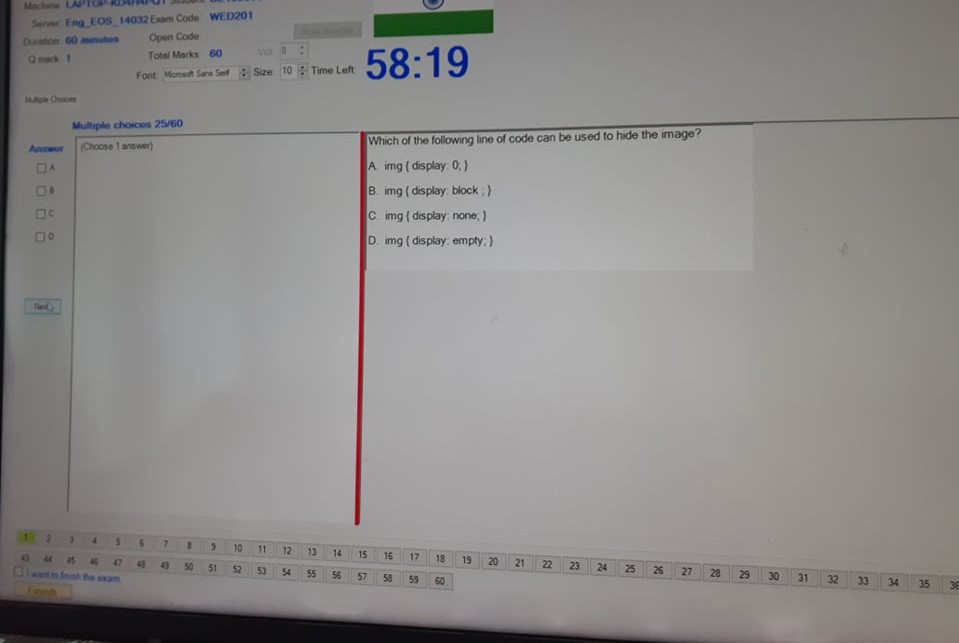 Machine: LAPTOP- Student:
Server: Eng_EOS_14032 Exam Code: WED201
Duration: 60 minutes Open Code:
Q mark: 1 Total Marks: 60 Vol: 8
Font: Microsoft Sans Serif Size: 10 Time Left: 58:19
Multiple Choices
Multiple choices 25/60
Answer
(Choose 1 answer)
A
B
C
D
Next
Which of the following line of code can be used to hide the image?
A. img { display: 0; }
B. img { display: block ; }
C. img { display: none; }
D. img { display: empty; }
1 2 3 4 5 6 7 8 9 10 11 12 13 14 15 16 17 18 19 20 21 22 23 24 25 26 27 28 29 30 31 32 33 34 35 36
43 44 45 46 47 48 49 50 51 52 53 54 55 56 57 58 59 60
I want to finish the exam.
Finish